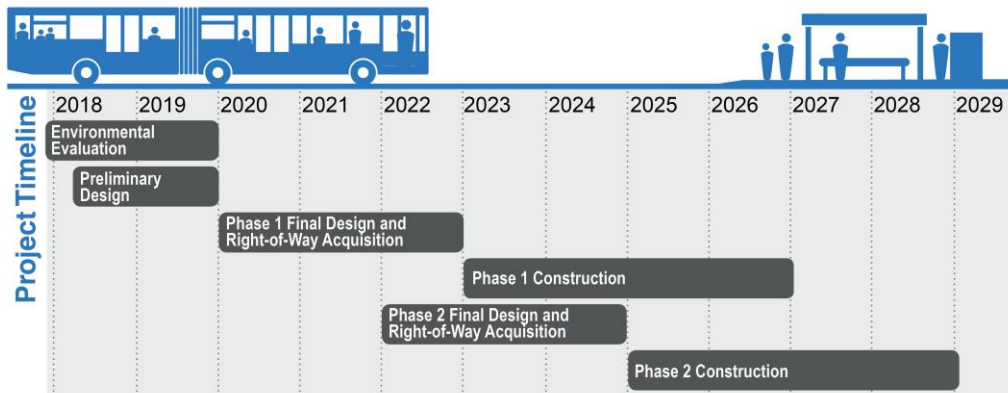 Project Timeline
2018 2019 2020 2021 2022 2023 2024 2025 2026 2027 2028 2029
Environmental
Evaluation
Preliminary
Design
Phase 1 Final Design and
Right-of-Way Acquisition
Phase 1 Construction
Phase 2 Final Design and
Right-of-Way Acquisition
Phase 2 Construction